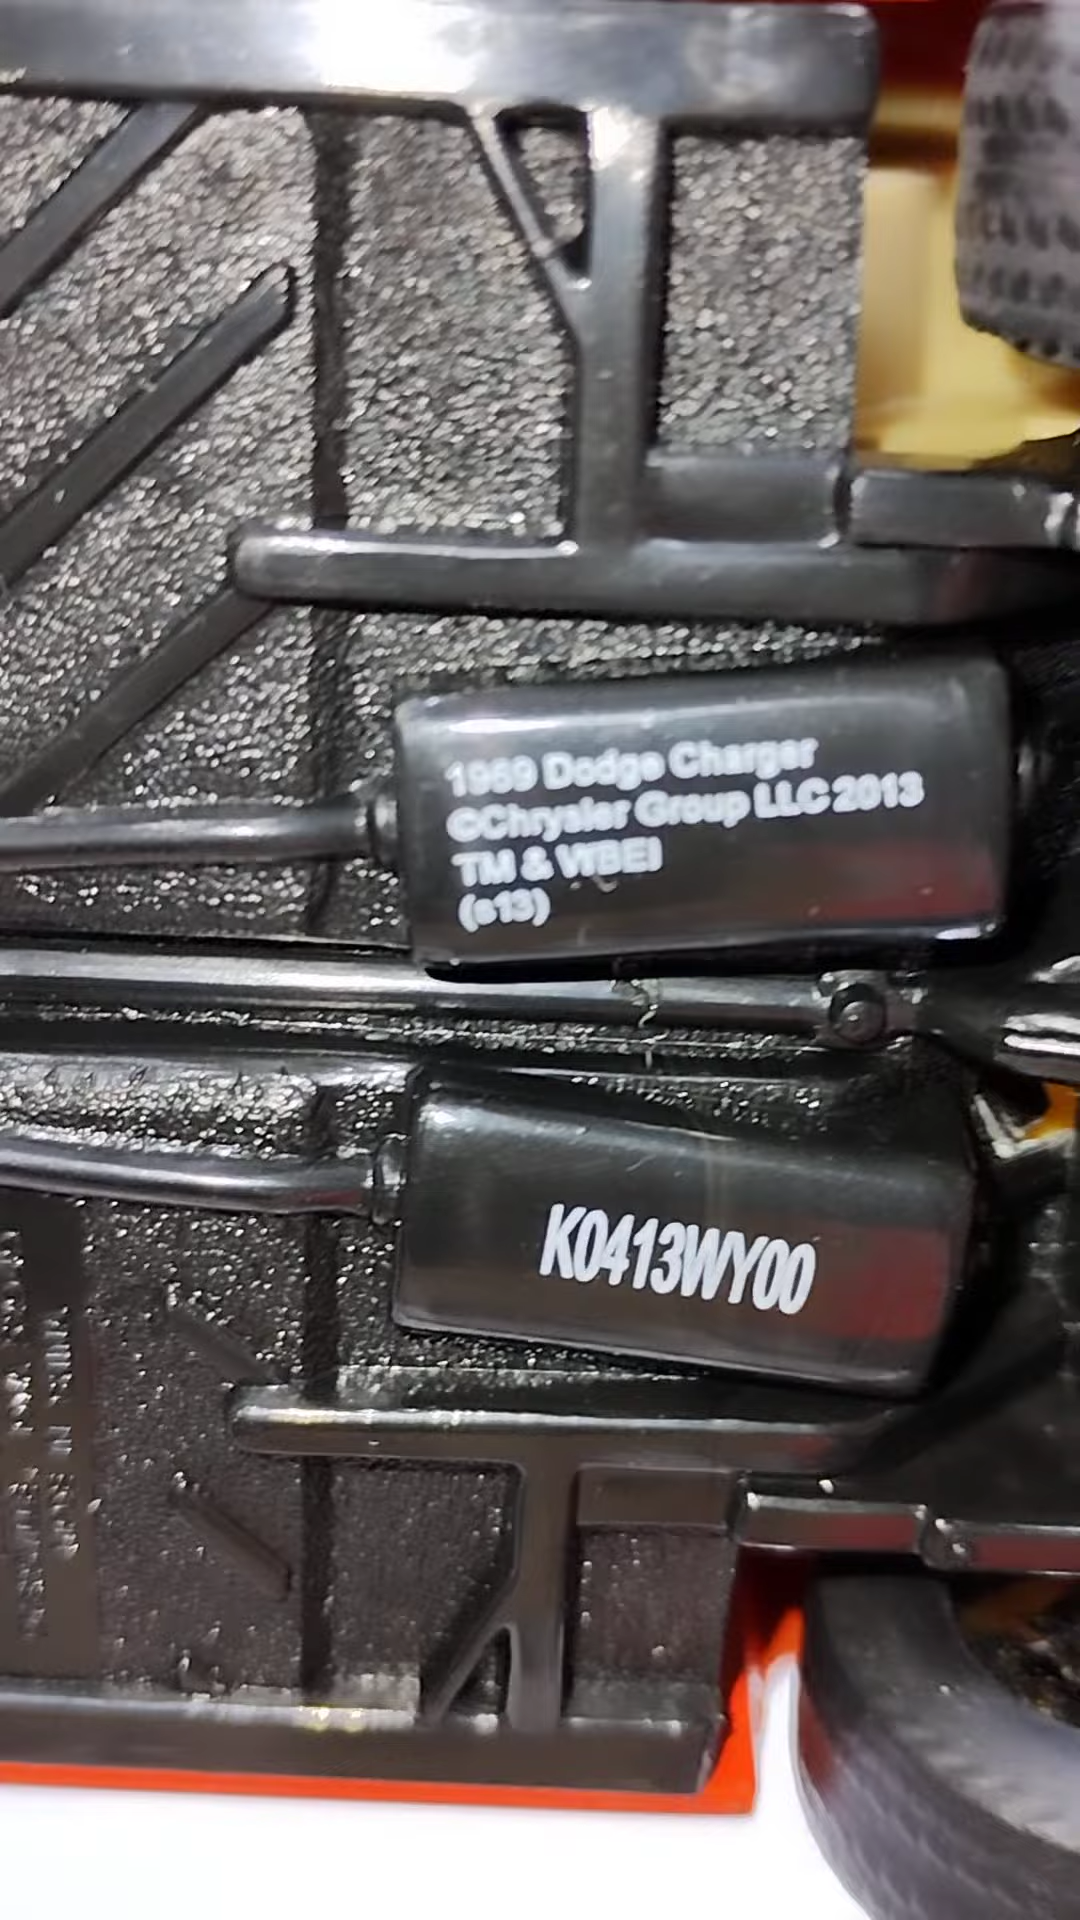 1969 Dodge Charger
©Chrysler Group LLC 2013
TM & WBEI
(s13)
K0413WY00